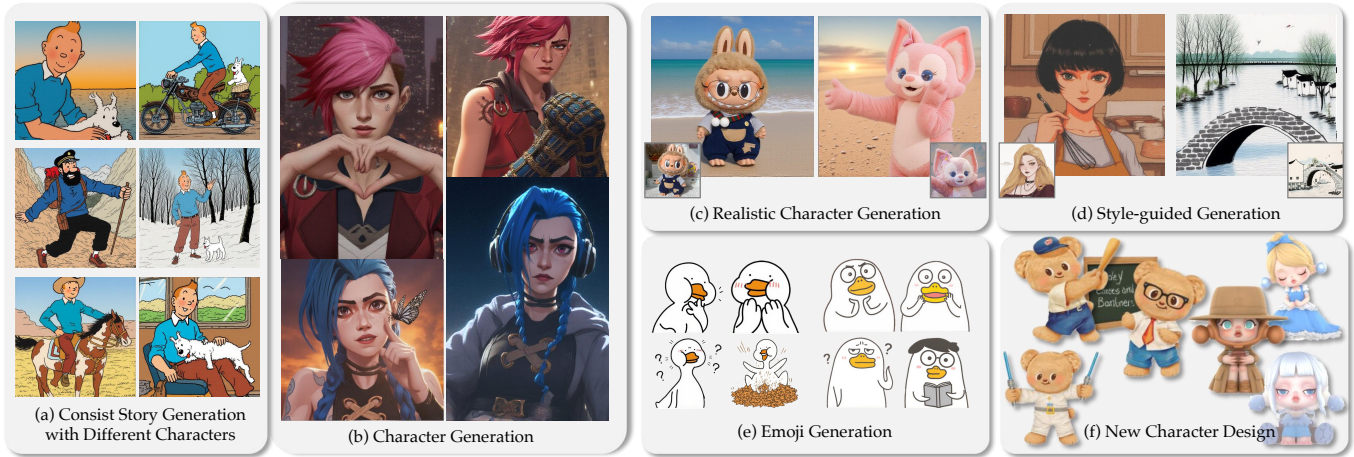 (a) Consist Story Generation
with Different Characters
(b) Character Generation
(c) Realistic Character Generation
(d) Style-guided Generation
(e) Emoji Generation
? ?
? ?
? ?
(f) New Character Design